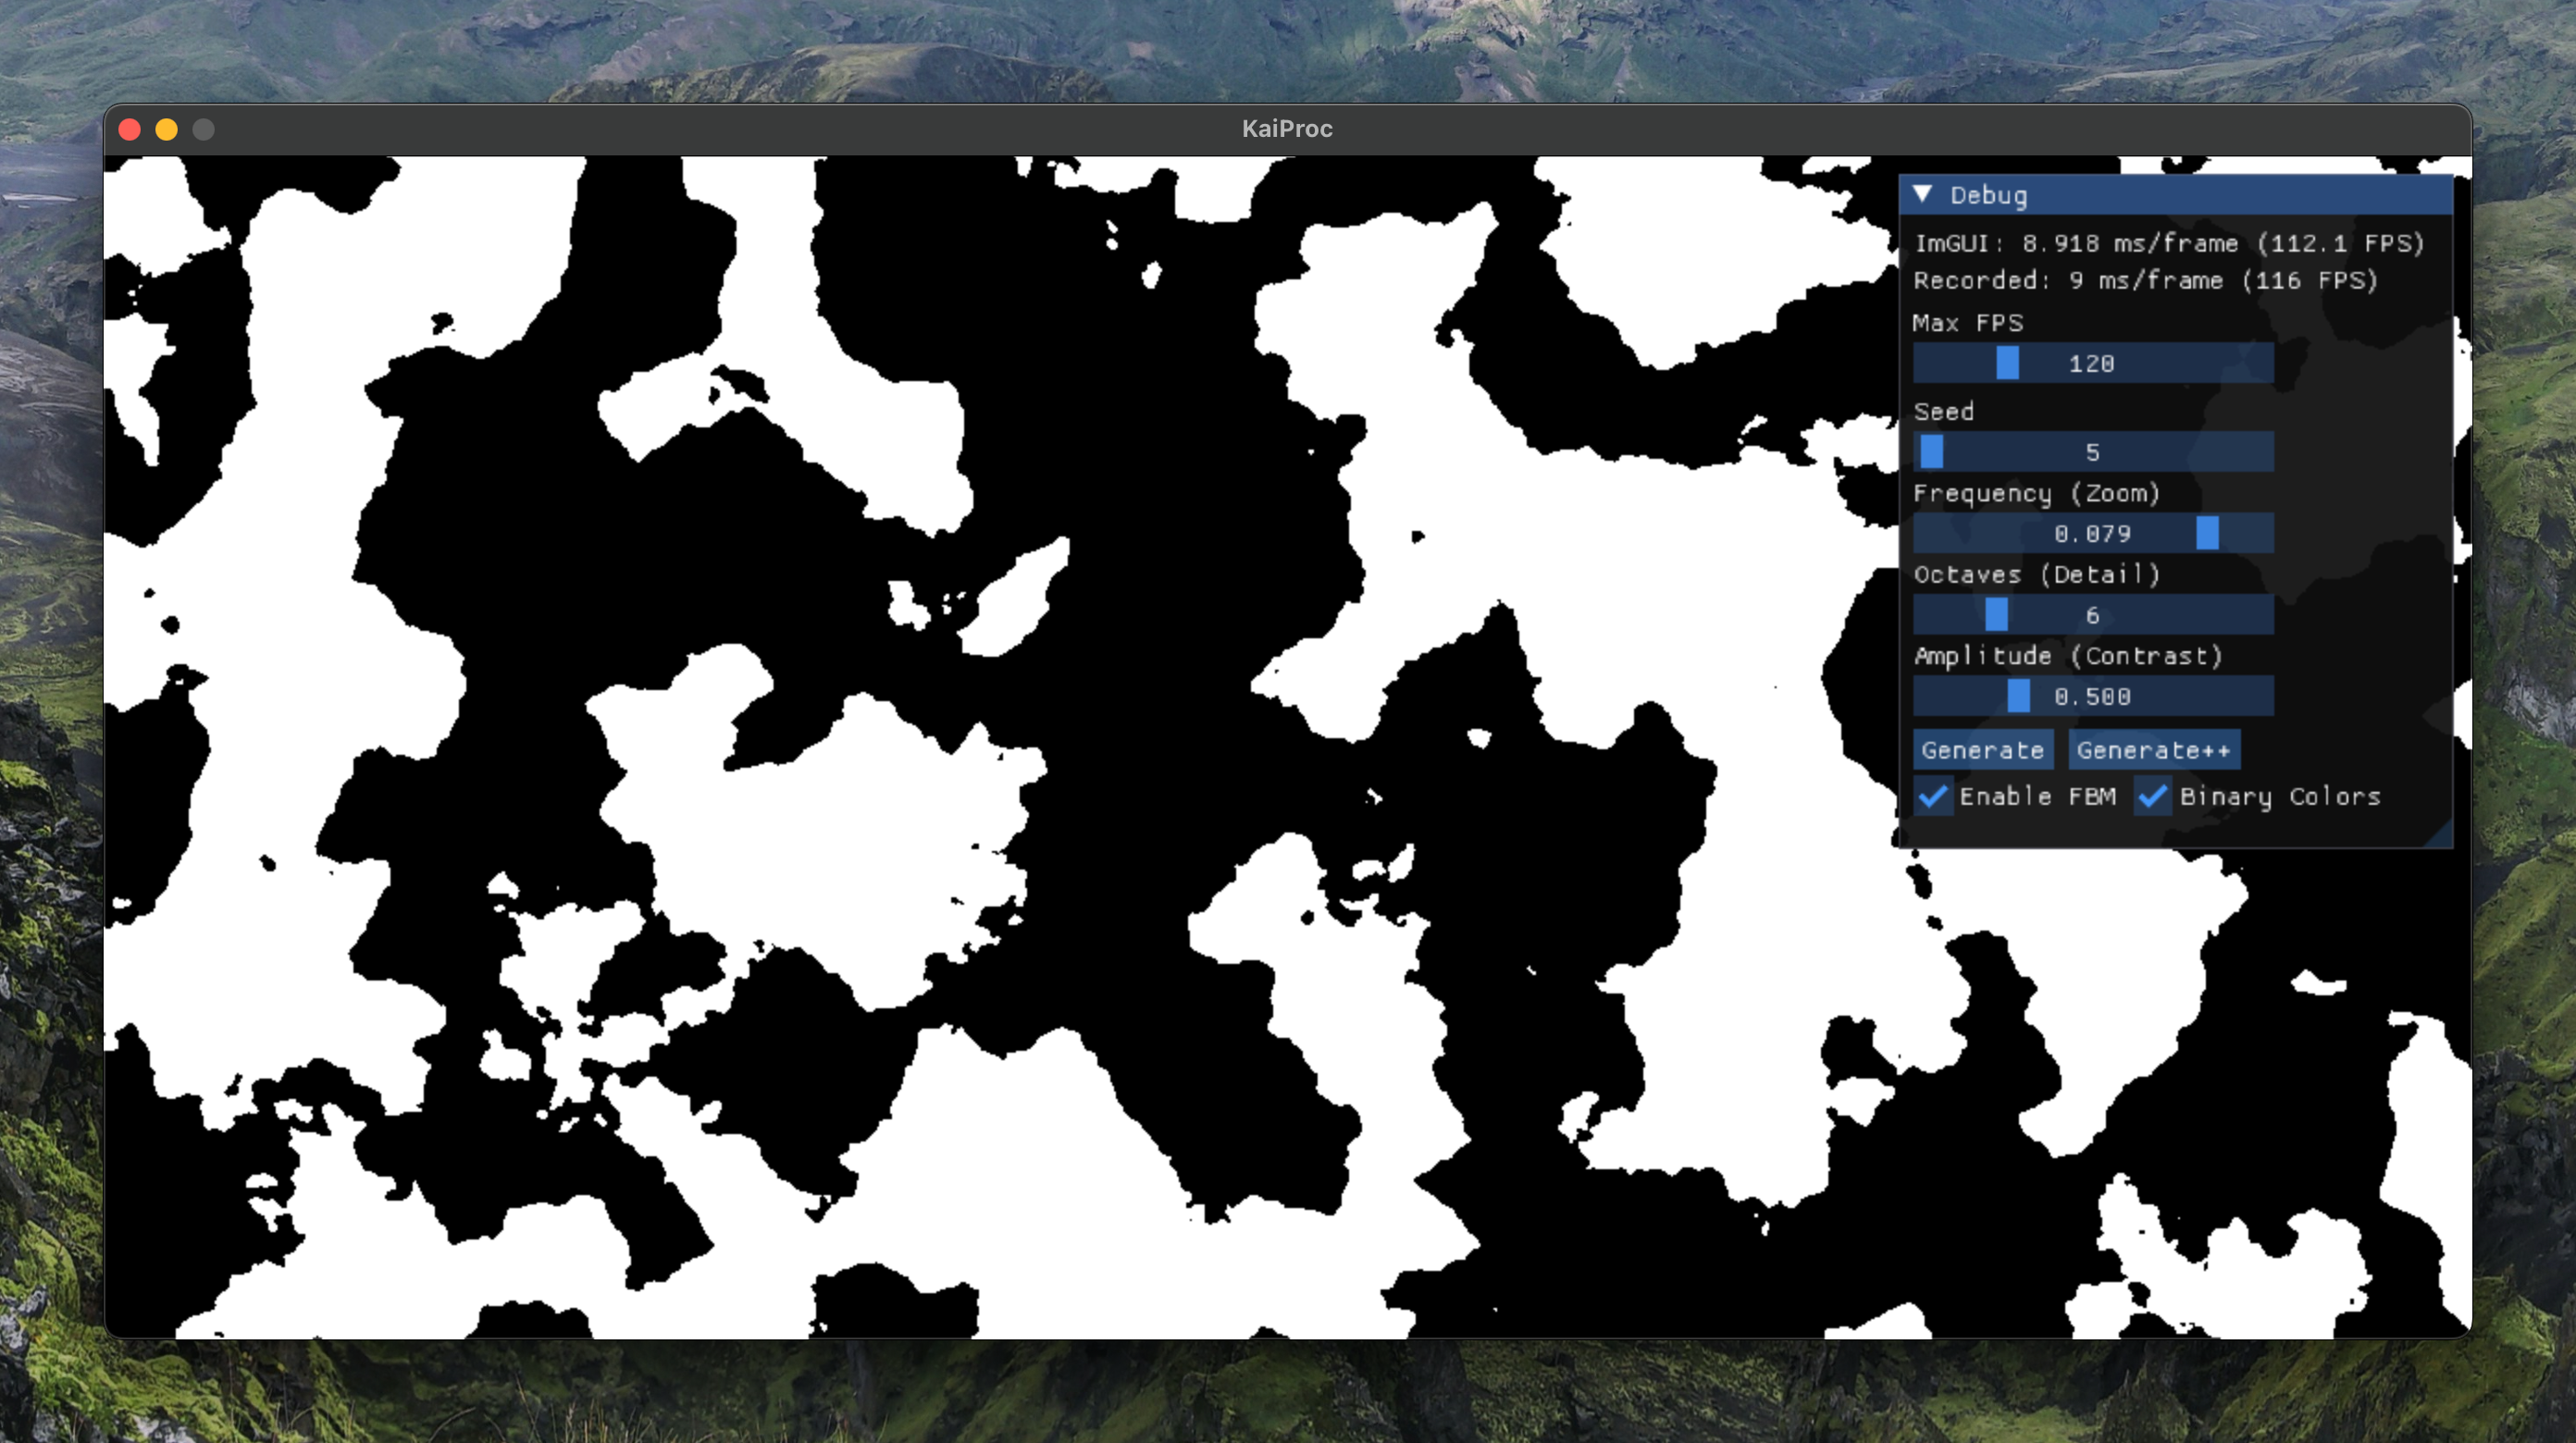 KaiProc
Debug
ImGUI: 8.918 ms/frame (112.1 FPS)
Recorded: 9 ms/frame (116 FPS)
Max FPS
120
Seed
5
Frequency (Zoom)
0.079
Octaves (Detail)
6
Amplitude (Contrast)
0.500
Generate Generate++
Enable FBM Binary Colors